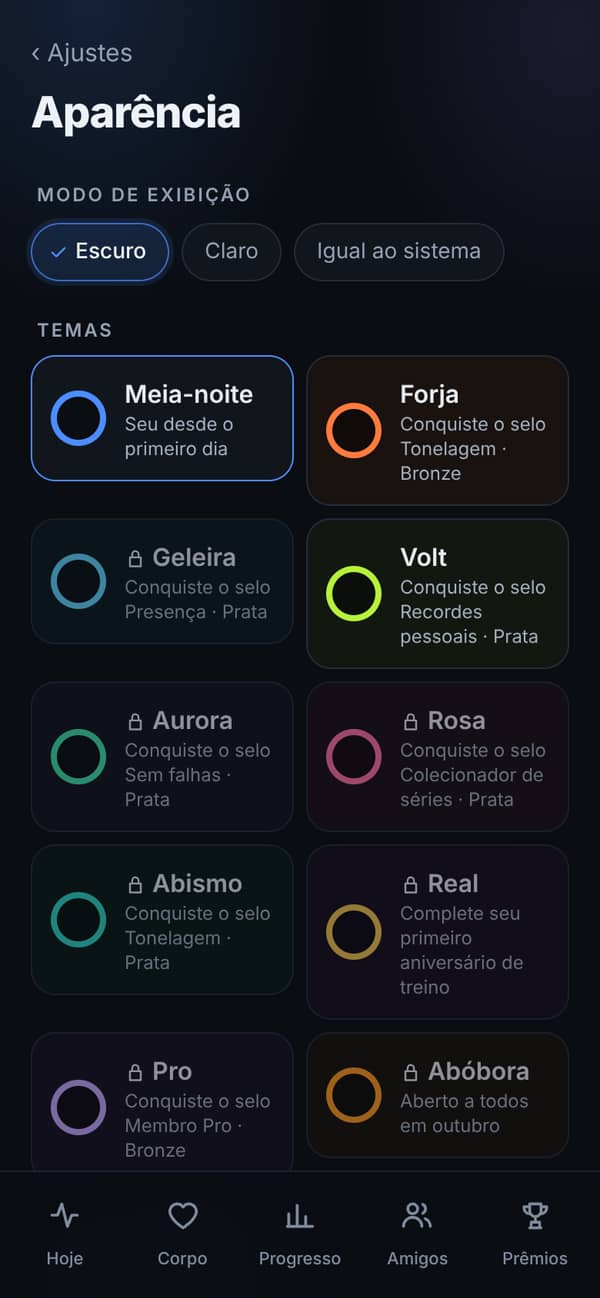 ‹ Ajustes
Aparência
MODO DE EXIBIÇÃO
Escuro
Claro
Igual ao sistema
TEMAS
Meia-noite
Seu desde o
primeiro dia
Forja
Conquiste o selo
Tonelagem ·
Bronze
Geleira
Conquiste o selo
Presença · Prata
Volt
Conquiste o selo
Recordes
pessoais · Prata
Aurora
Conquiste o selo
Sem falhas ·
Prata
Rosa
Conquiste o selo
Colecionador de
séries · Prata
Abismo
Conquiste o selo
Tonelagem ·
Prata
Real
Complete seu
primeiro
aniversário de
treino
Pro
Conquiste o selo
Membro Pro ·
Bronze
Abóbora
Aberto a todos
em outubro
Hoje
Corpo
Progresso
Amigos
Prêmios